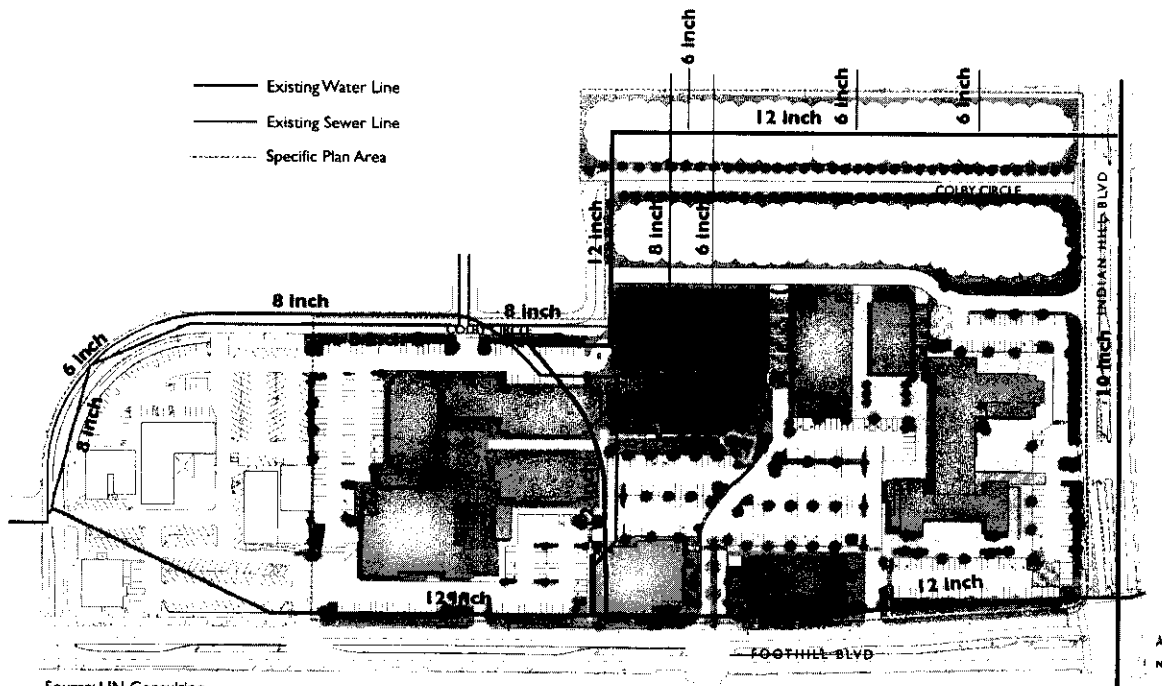 6 inch
Existing Water Line
Existing Sewer Line
Specific Plan Area
12 inch
6 inch
6 inch
COLBY CIRCLE
INDIAN HILL BLVD
12 inch
8 inch
6 inch
8 inch
8 inch
COLBY CIRCLE
6 inch
8 inch
10 inch
12 inch
FOOTHILL BLVD
N